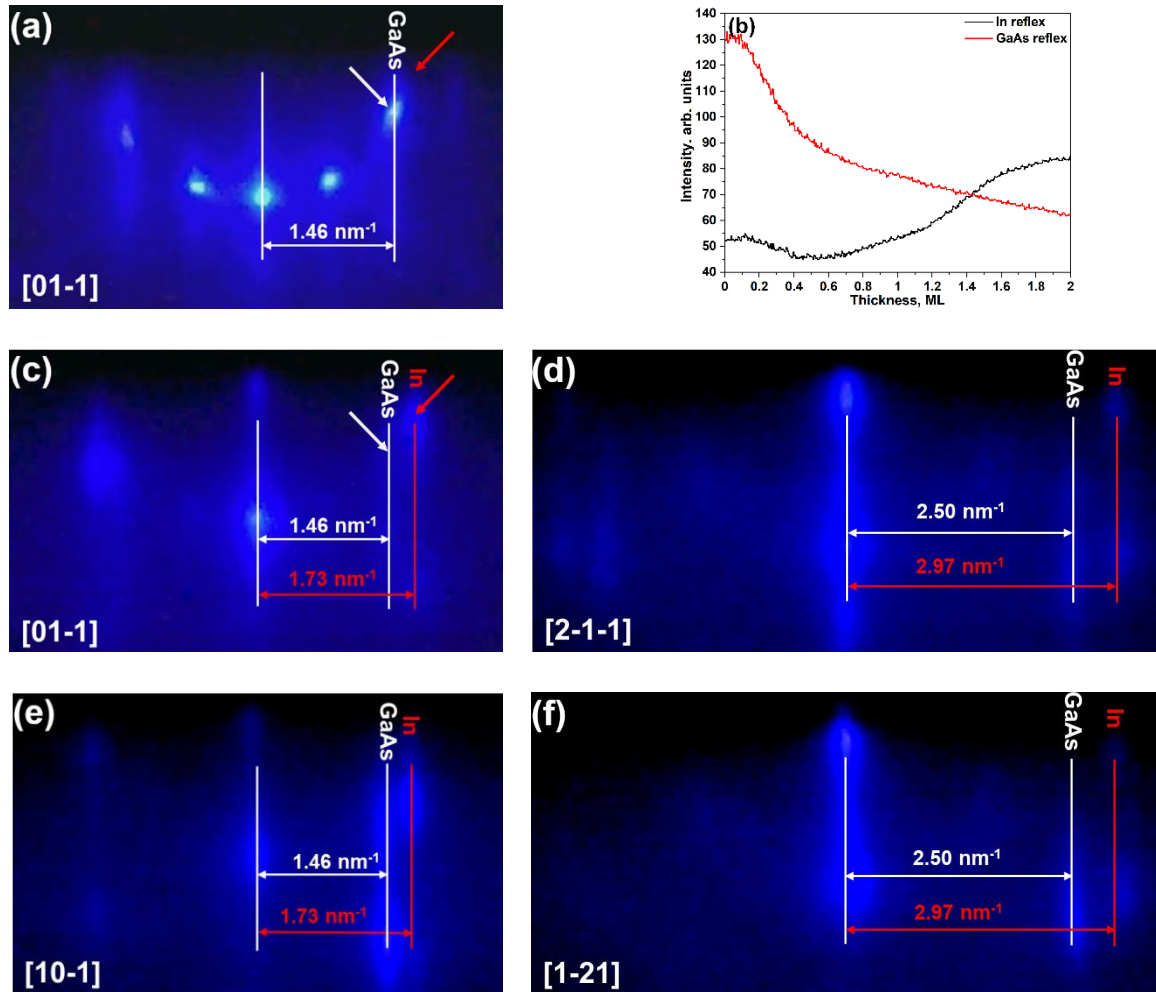 (a)
GaAs
1.46 nm-1
[01-1]
(b)
In reflex
GaAs reflex
Intensity. arb. units
140
130
120
110
100
90
80
70
60
50
40
0
0.2
0.4
0.6
0.8
1
1.2
1.4
1.6
1.8
2
Thickness, ML
(c)
GaAs
In
1.46 nm-1
1.73 nm-1
[01-1]
(d)
GaAs
In
2.50 nm-1
2.97 nm-1
[2-1-1]
(e)
GaAs
In
1.46 nm-1
1.73 nm-1
[10-1]
(f)
GaAs
In
2.50 nm-1
2.97 nm-1
[1-21]